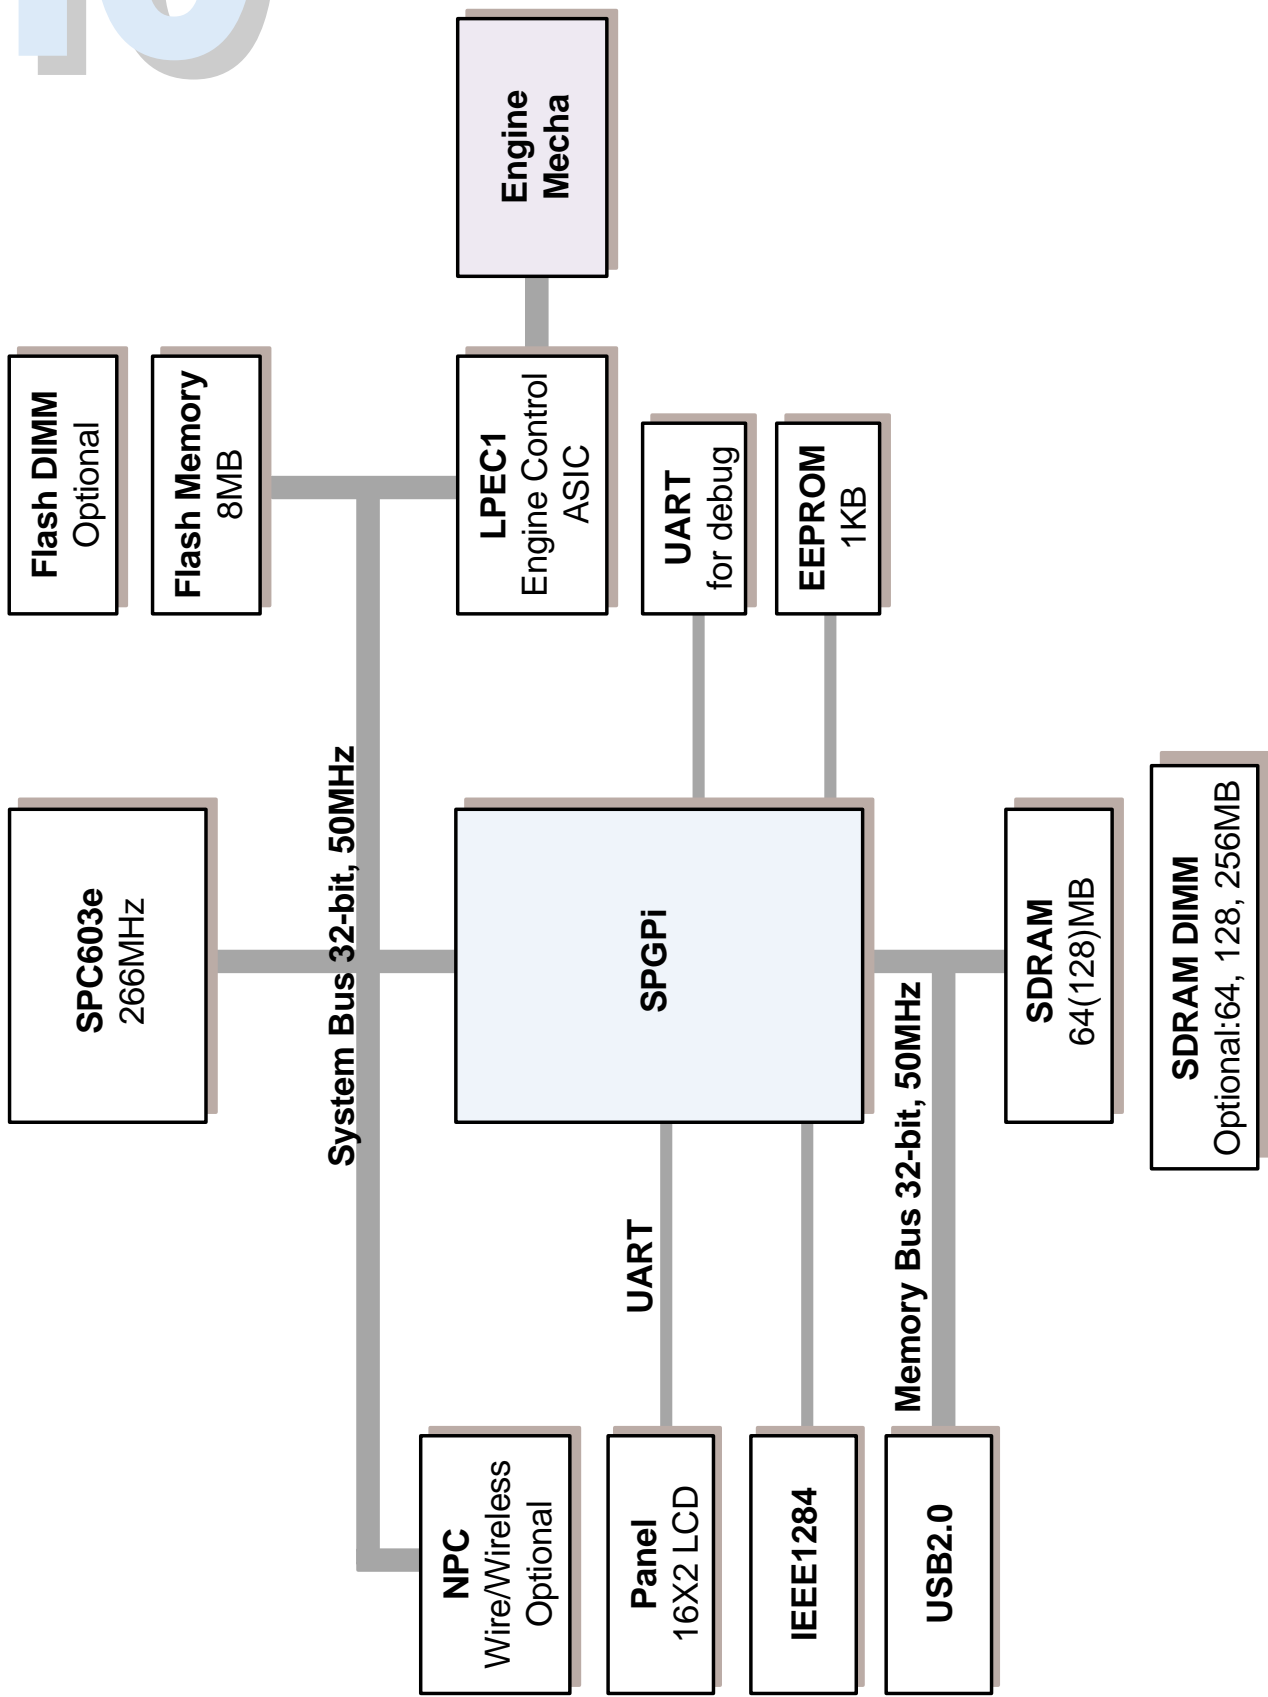 SPC603e
266MHz
Flash DIMM
Optional
Flash Memory
8MB
System Bus 32-bit, 50MHz
NPC
Wire/Wireless
Optional
SPGPi
LPEC1
Engine Control
ASIC
Engine
Mecha
UART
Panel
16X2 LCD
UART
for debug
IEEE1284
EEPROM
1KB
Memory Bus 32-bit, 50MHz
USB2.0
SDRAM
64(128)MB
SDRAM DIMM
Optional:64, 128, 256MB